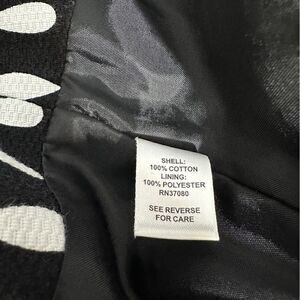 SHELL:
100% COTTON
LINING:
100% POLYESTER
RN37080
SEE REVERSE
FOR CARE